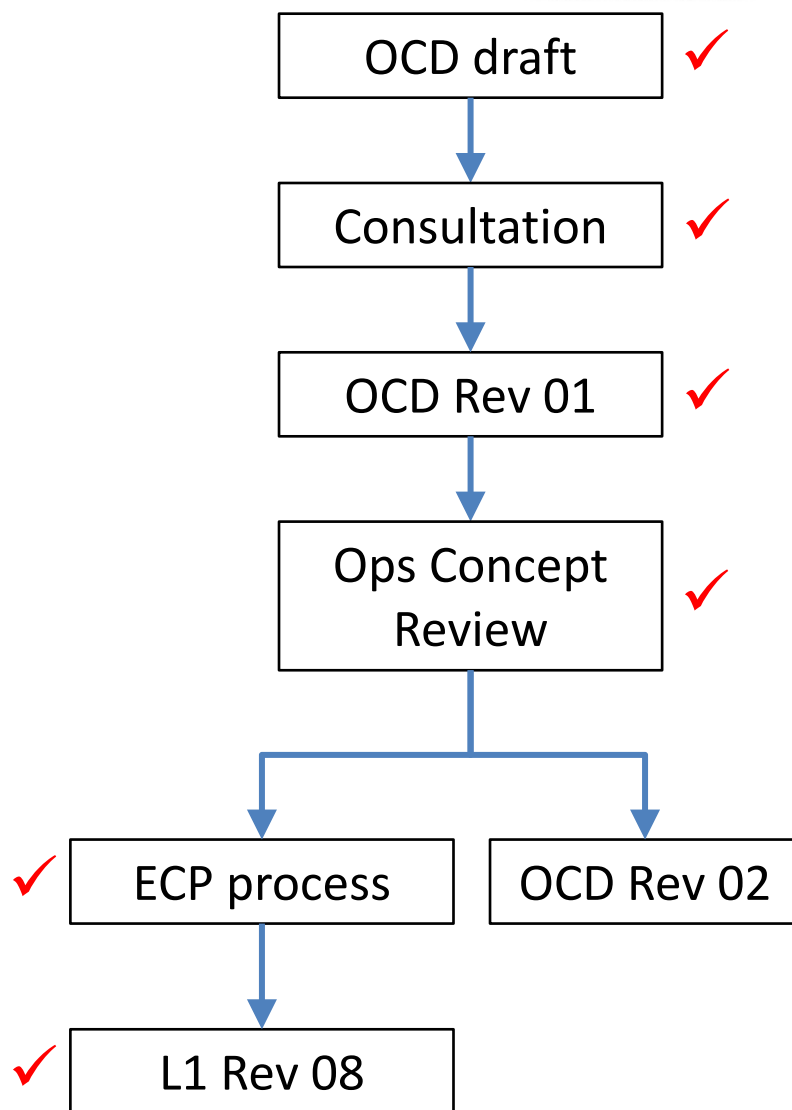 OCD draft
Consultation
OCD Rev 01
Ops Concept
Review
ECP process
OCD Rev 02
L1 Rev 08